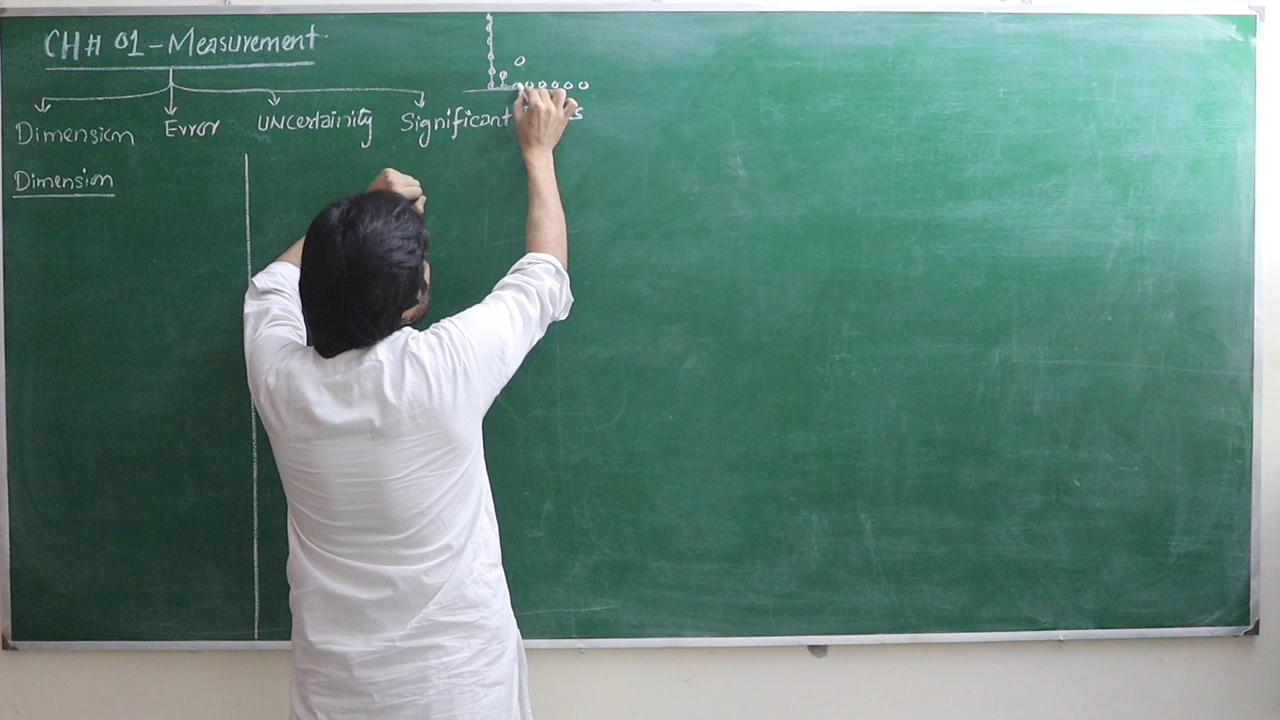 CH# 01 - Measurement
Dimension Error UNcertainity Significant
Dimension